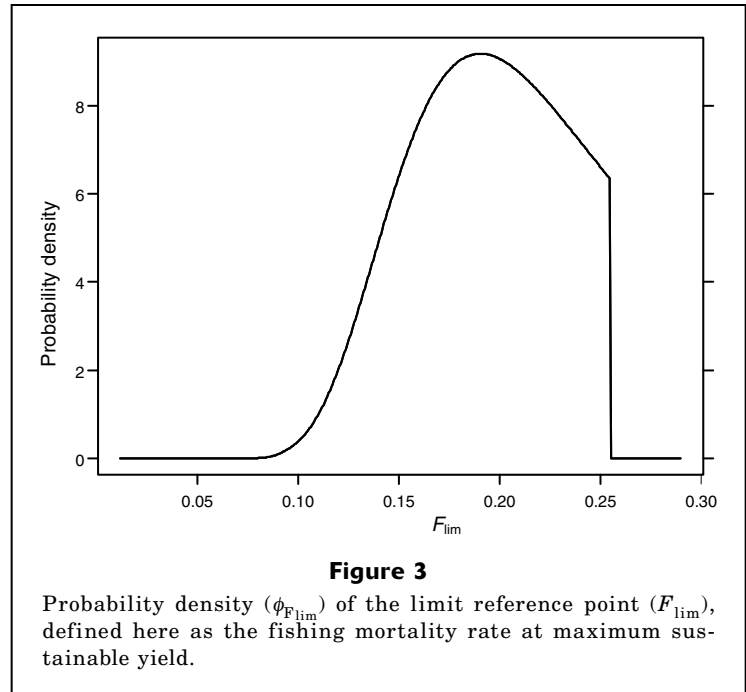 8
6
4
2
0
Probability density
0.05 0.10 0.15 0.20 0.25 0.30
Flim
Figure 3
Probability density (ϕFlim) of the limit reference point (Flim),
defined here as the fishing mortality rate at maximum sus-
tainable yield.